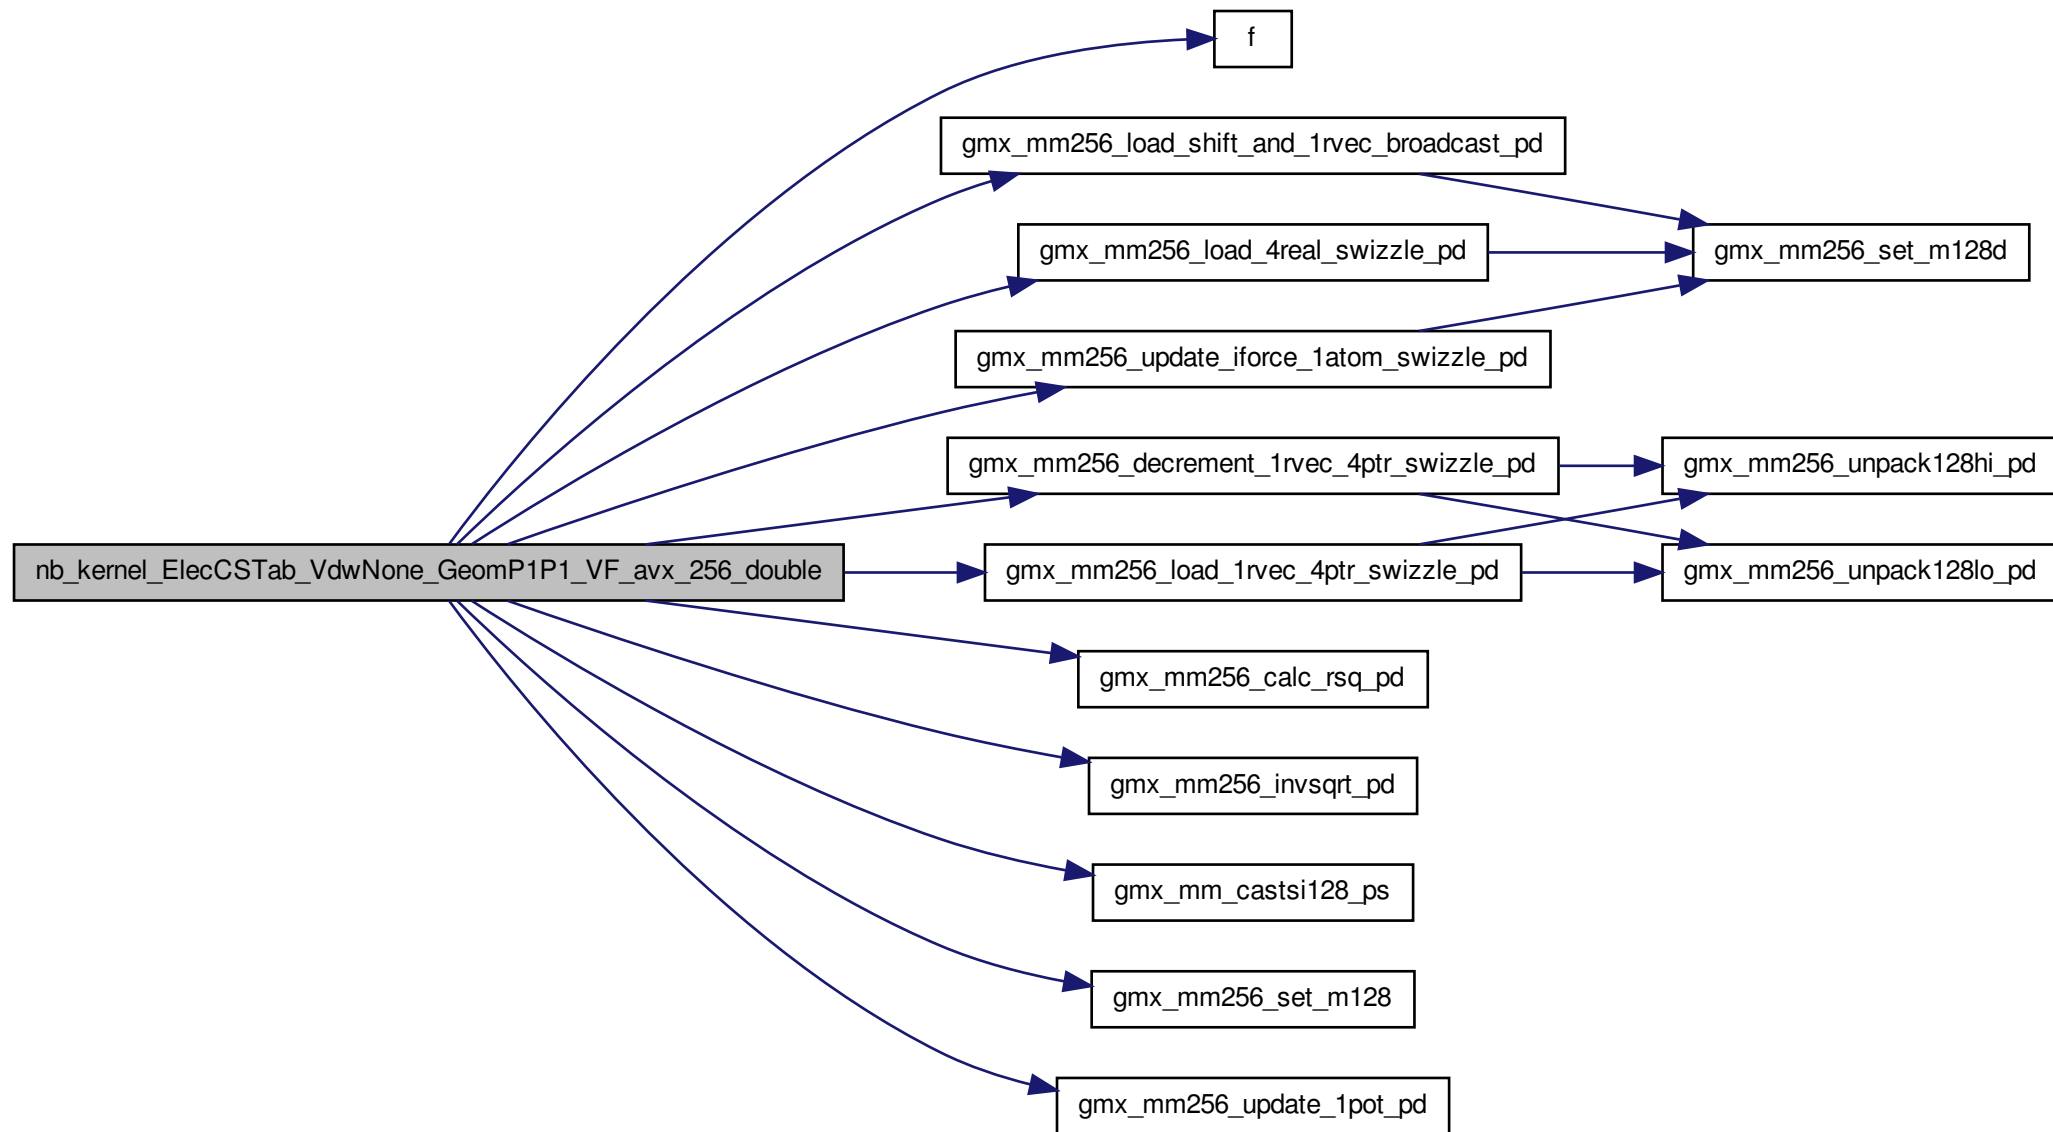 f
gmx_mm256_load_shift_and_1rvec_broadcast_pd
gmx_mm256_load_4real_swizzle_pd
gmx_mm256_set_m128d
gmx_mm256_update_iforce_1atom_swizzle_pd
gmx_mm256_decrement_1rvec_4ptr_swizzle_pd
gmx_mm256_unpack128hi_pd
nb_kernel_ElecCSTab_VdwNone_GeomP1P1_VF_avx_256_double
gmx_mm256_load_1rvec_4ptr_swizzle_pd
gmx_mm256_unpack128lo_pd
gmx_mm256_calc_rsq_pd
gmx_mm256_invsqrt_pd
gmx_mm_castsi128_ps
gmx_mm256_set_m128
gmx_mm256_update_1pot_pd